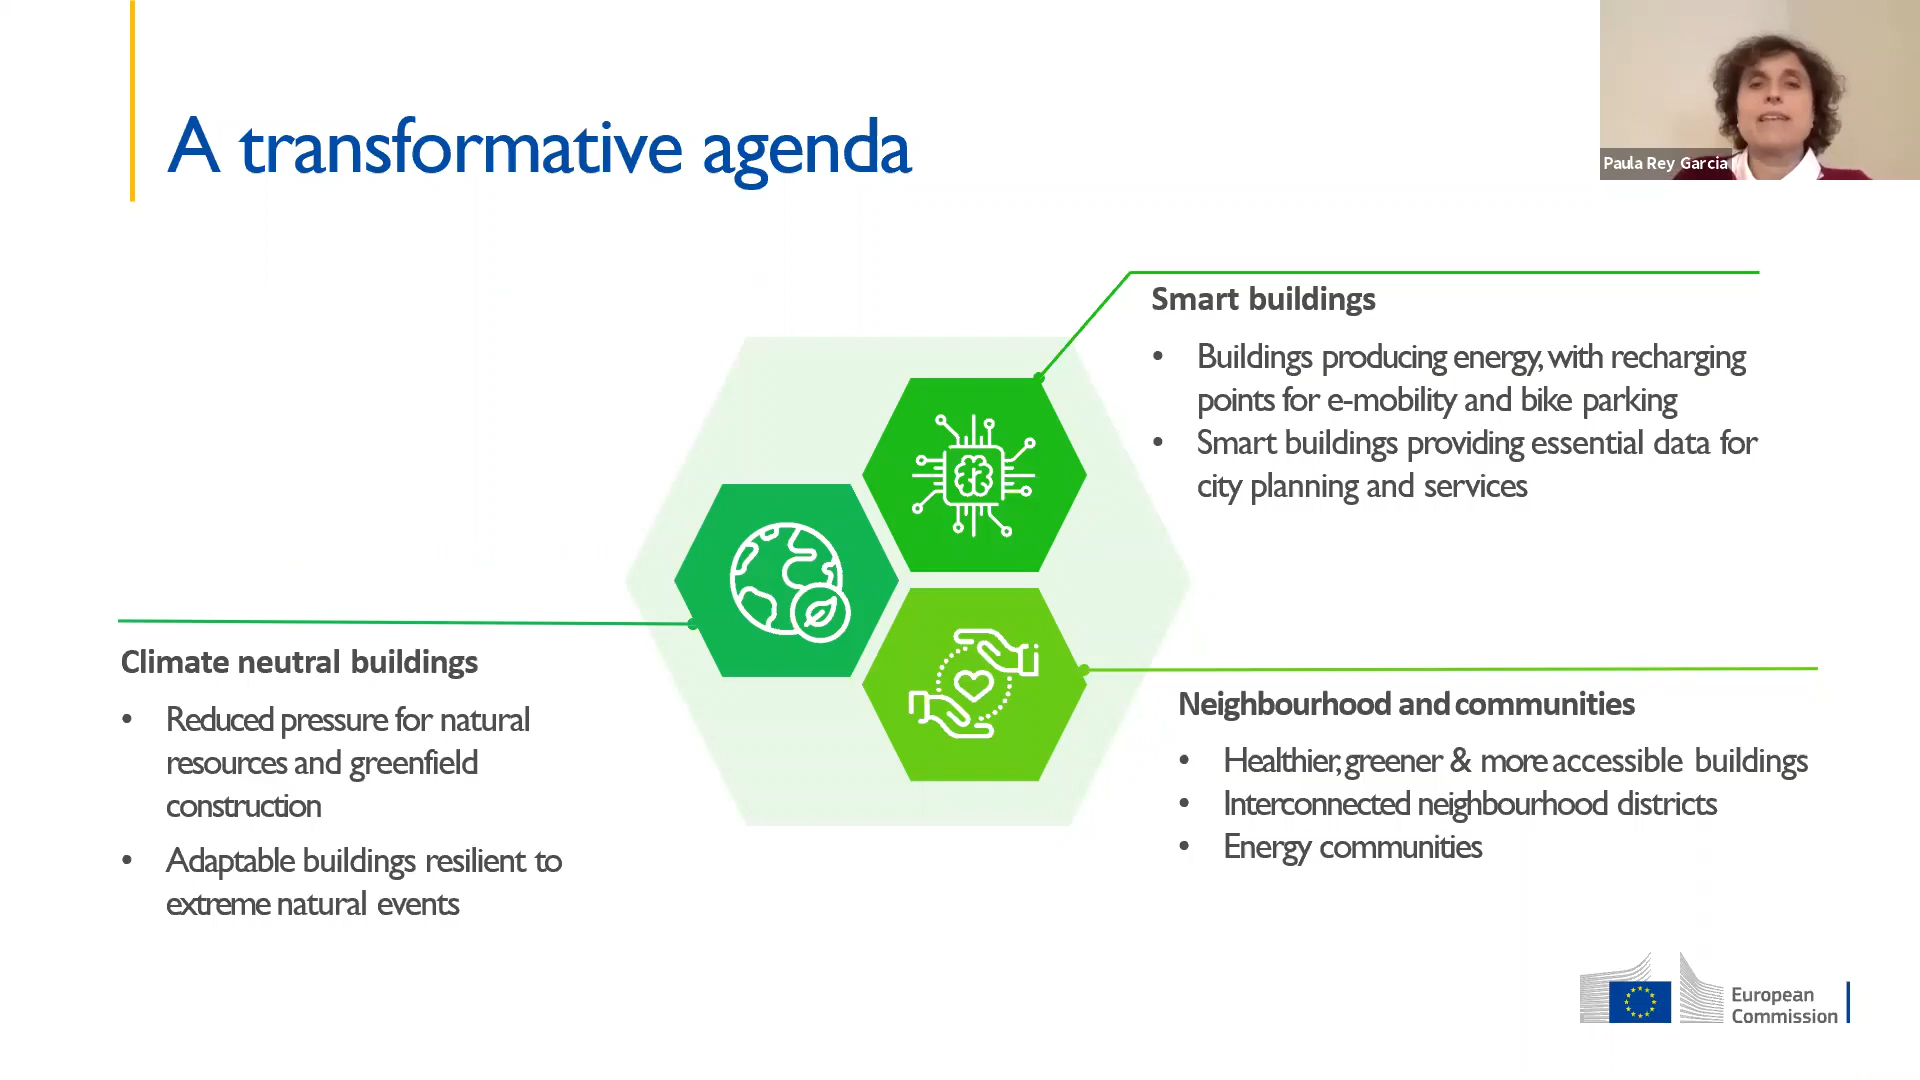 A transformative agenda
Paula Rey Garcia
Smart buildings
• Buildings producing energy, with recharging
points for e-mobility and bike parking
• Smart buildings providing essential data for
city planning and services
Climate neutral buildings
• Reduced pressure for natural
resources and greenfield
construction
• Adaptable buildings resilient to
extreme natural events
Neighbourhood and communities
• Healthier, greener & more accessible buildings
• Interconnected neighbourhood districts
• Energy communities
European
Commission